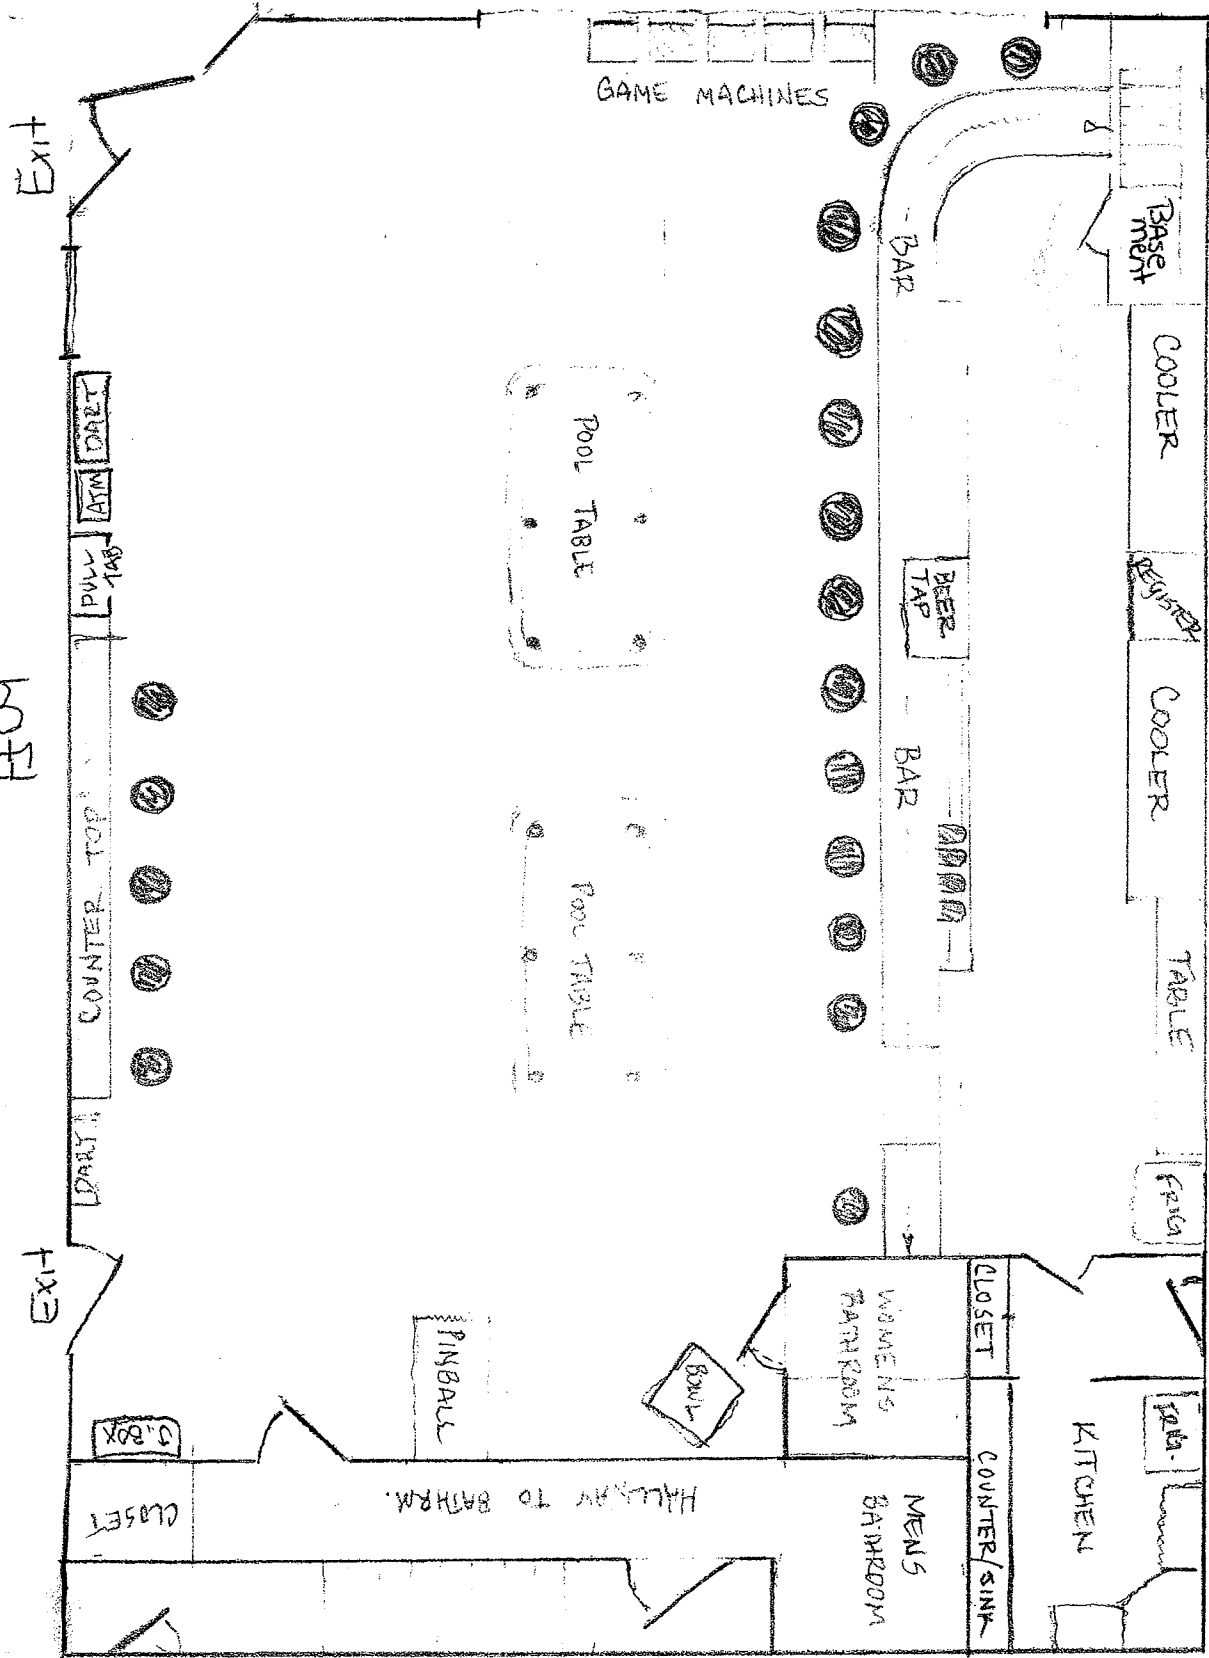 GAME MACHINES
Exit
BAR
Base
ment
COOLER
DART
ATM
PULL
TAB
POOL TABLE
BEER
TAP
REGISTER
COOLER
BAR
COUNTER TOP
POOL TABLE
TABLE
DART
FRIG
Exit
PINBALL
BOWL
WOMENS
BATHROOM
CLOSET
J.BOX
CLOSET
HALLWAY TO BATHRM.
MENS
BATHROOM
COUNTER/SINK
KITCHEN
FRIG.